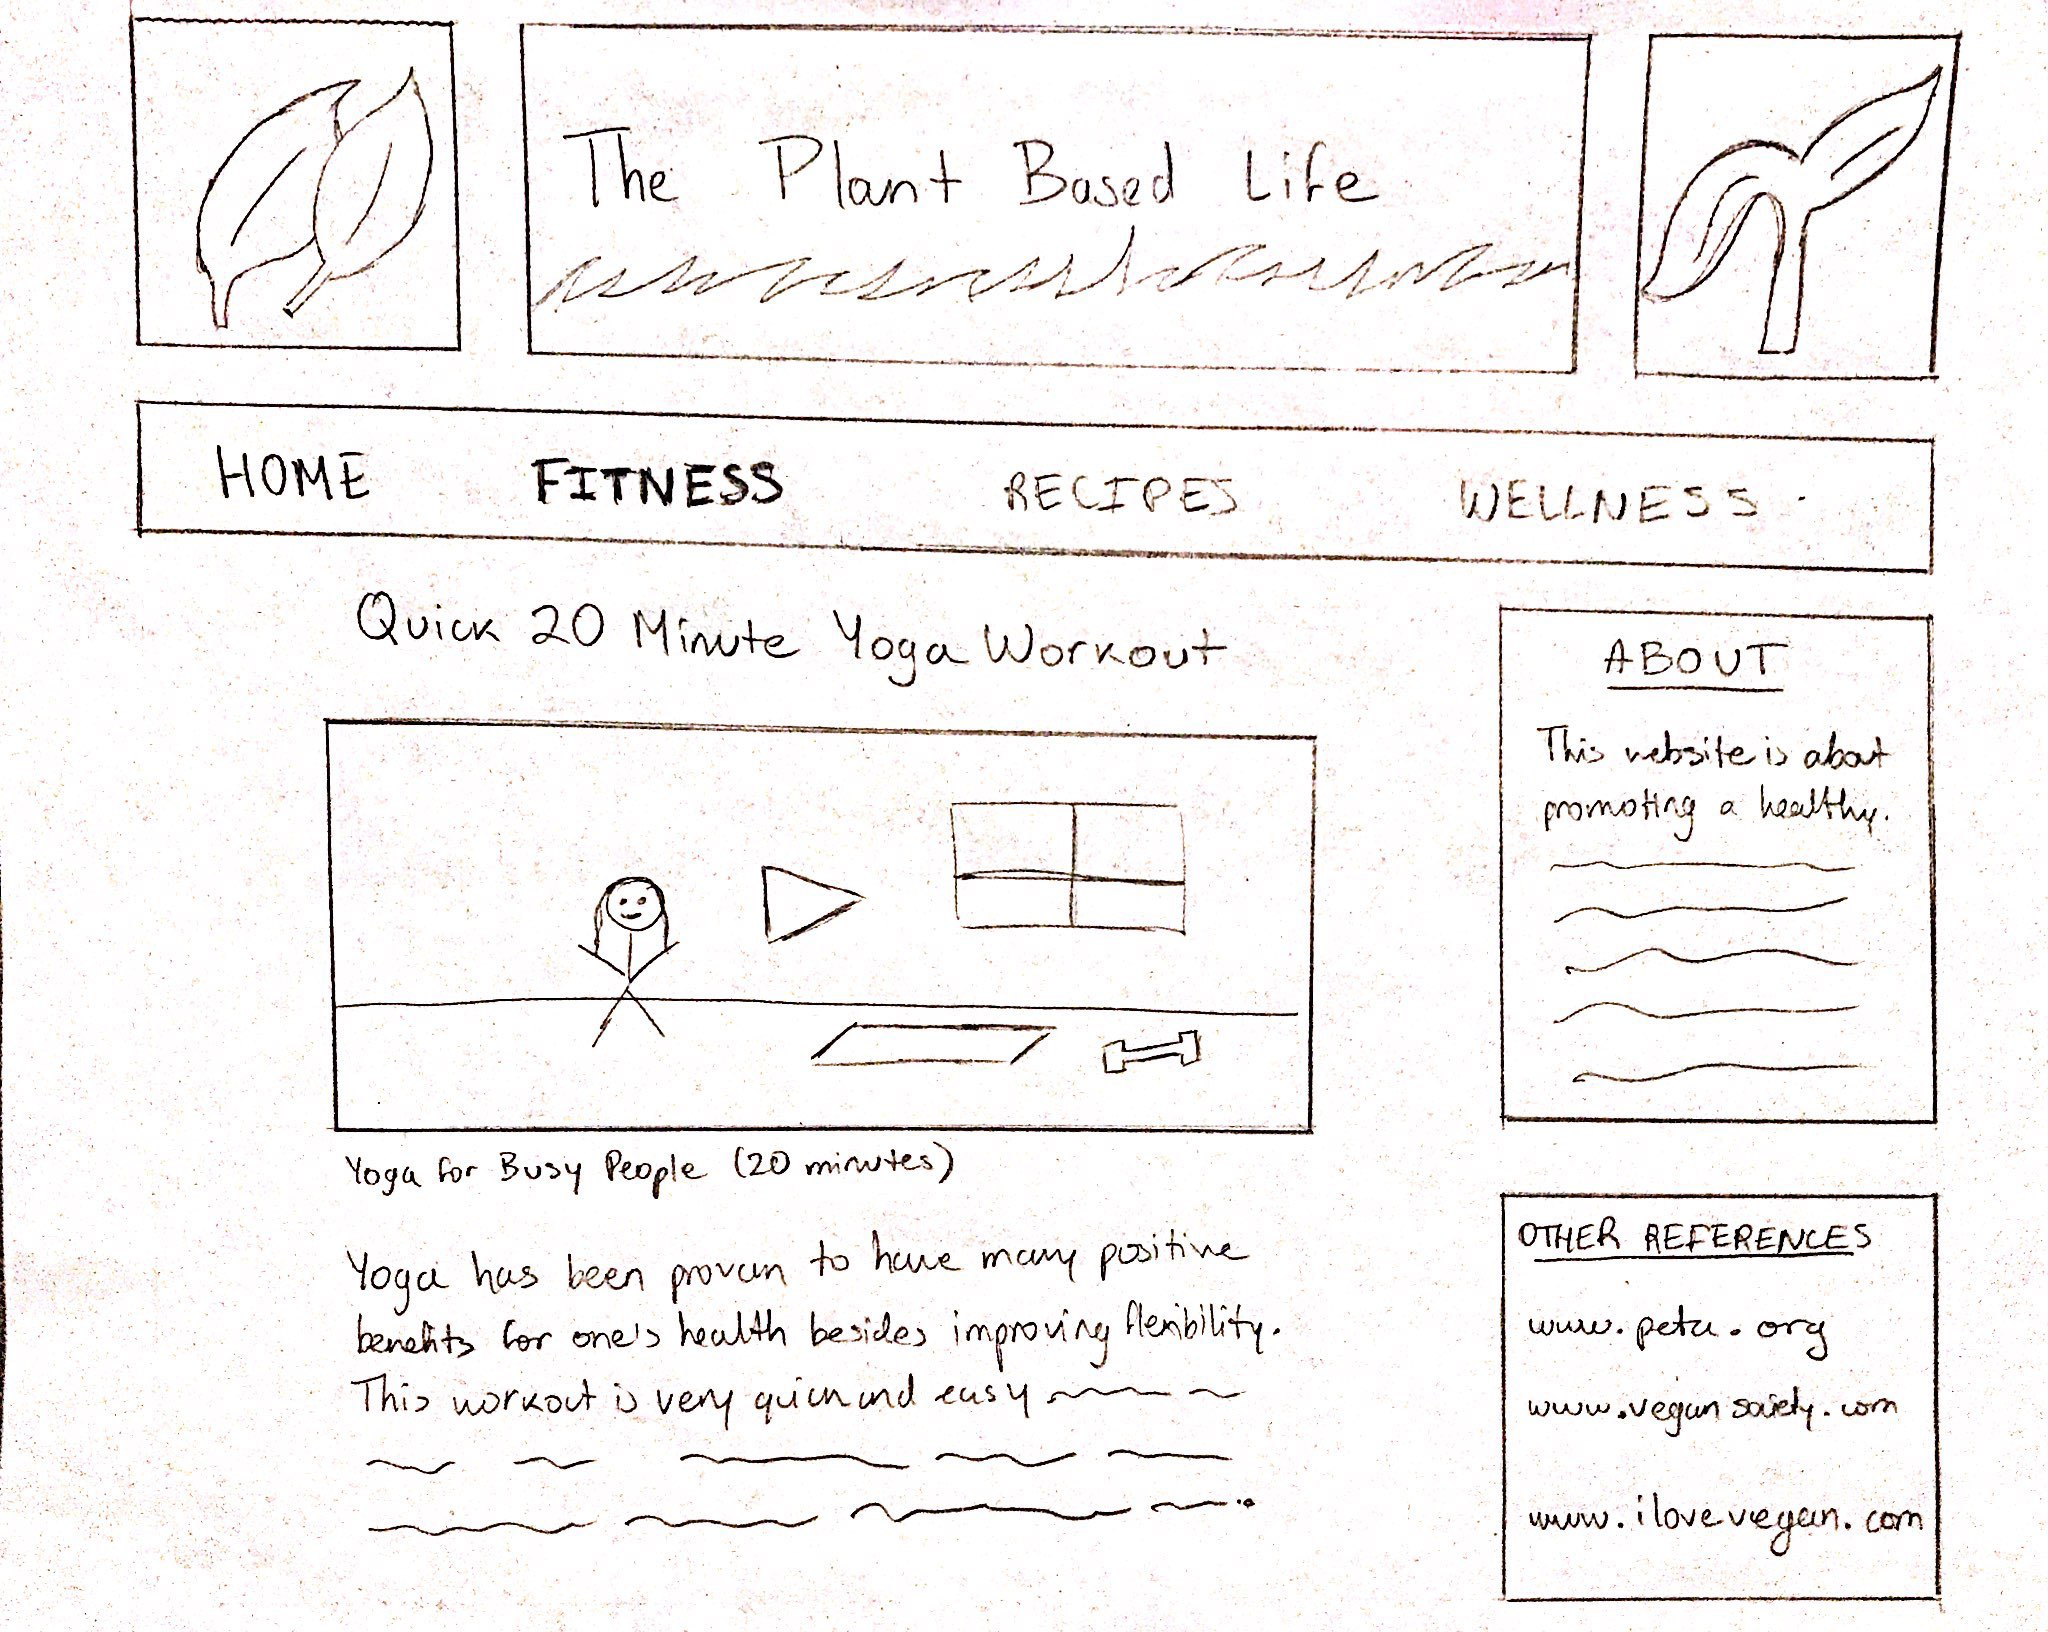 The Plant Based Life
HOME FITNESS RECIPES WELLNESS
Quick 20 Minute Yoga Workout
Yoga for Busy People (20 minutes)
Yoga has been proven to have many positive
benefits for one's health besides improving flexibility.
This workout is very quick and easy
ABOUT
This website is about
promoting a healthy.
OTHER REFERENCES
www.peta.org
www.vegansociety.com
www.ilovevegan.com